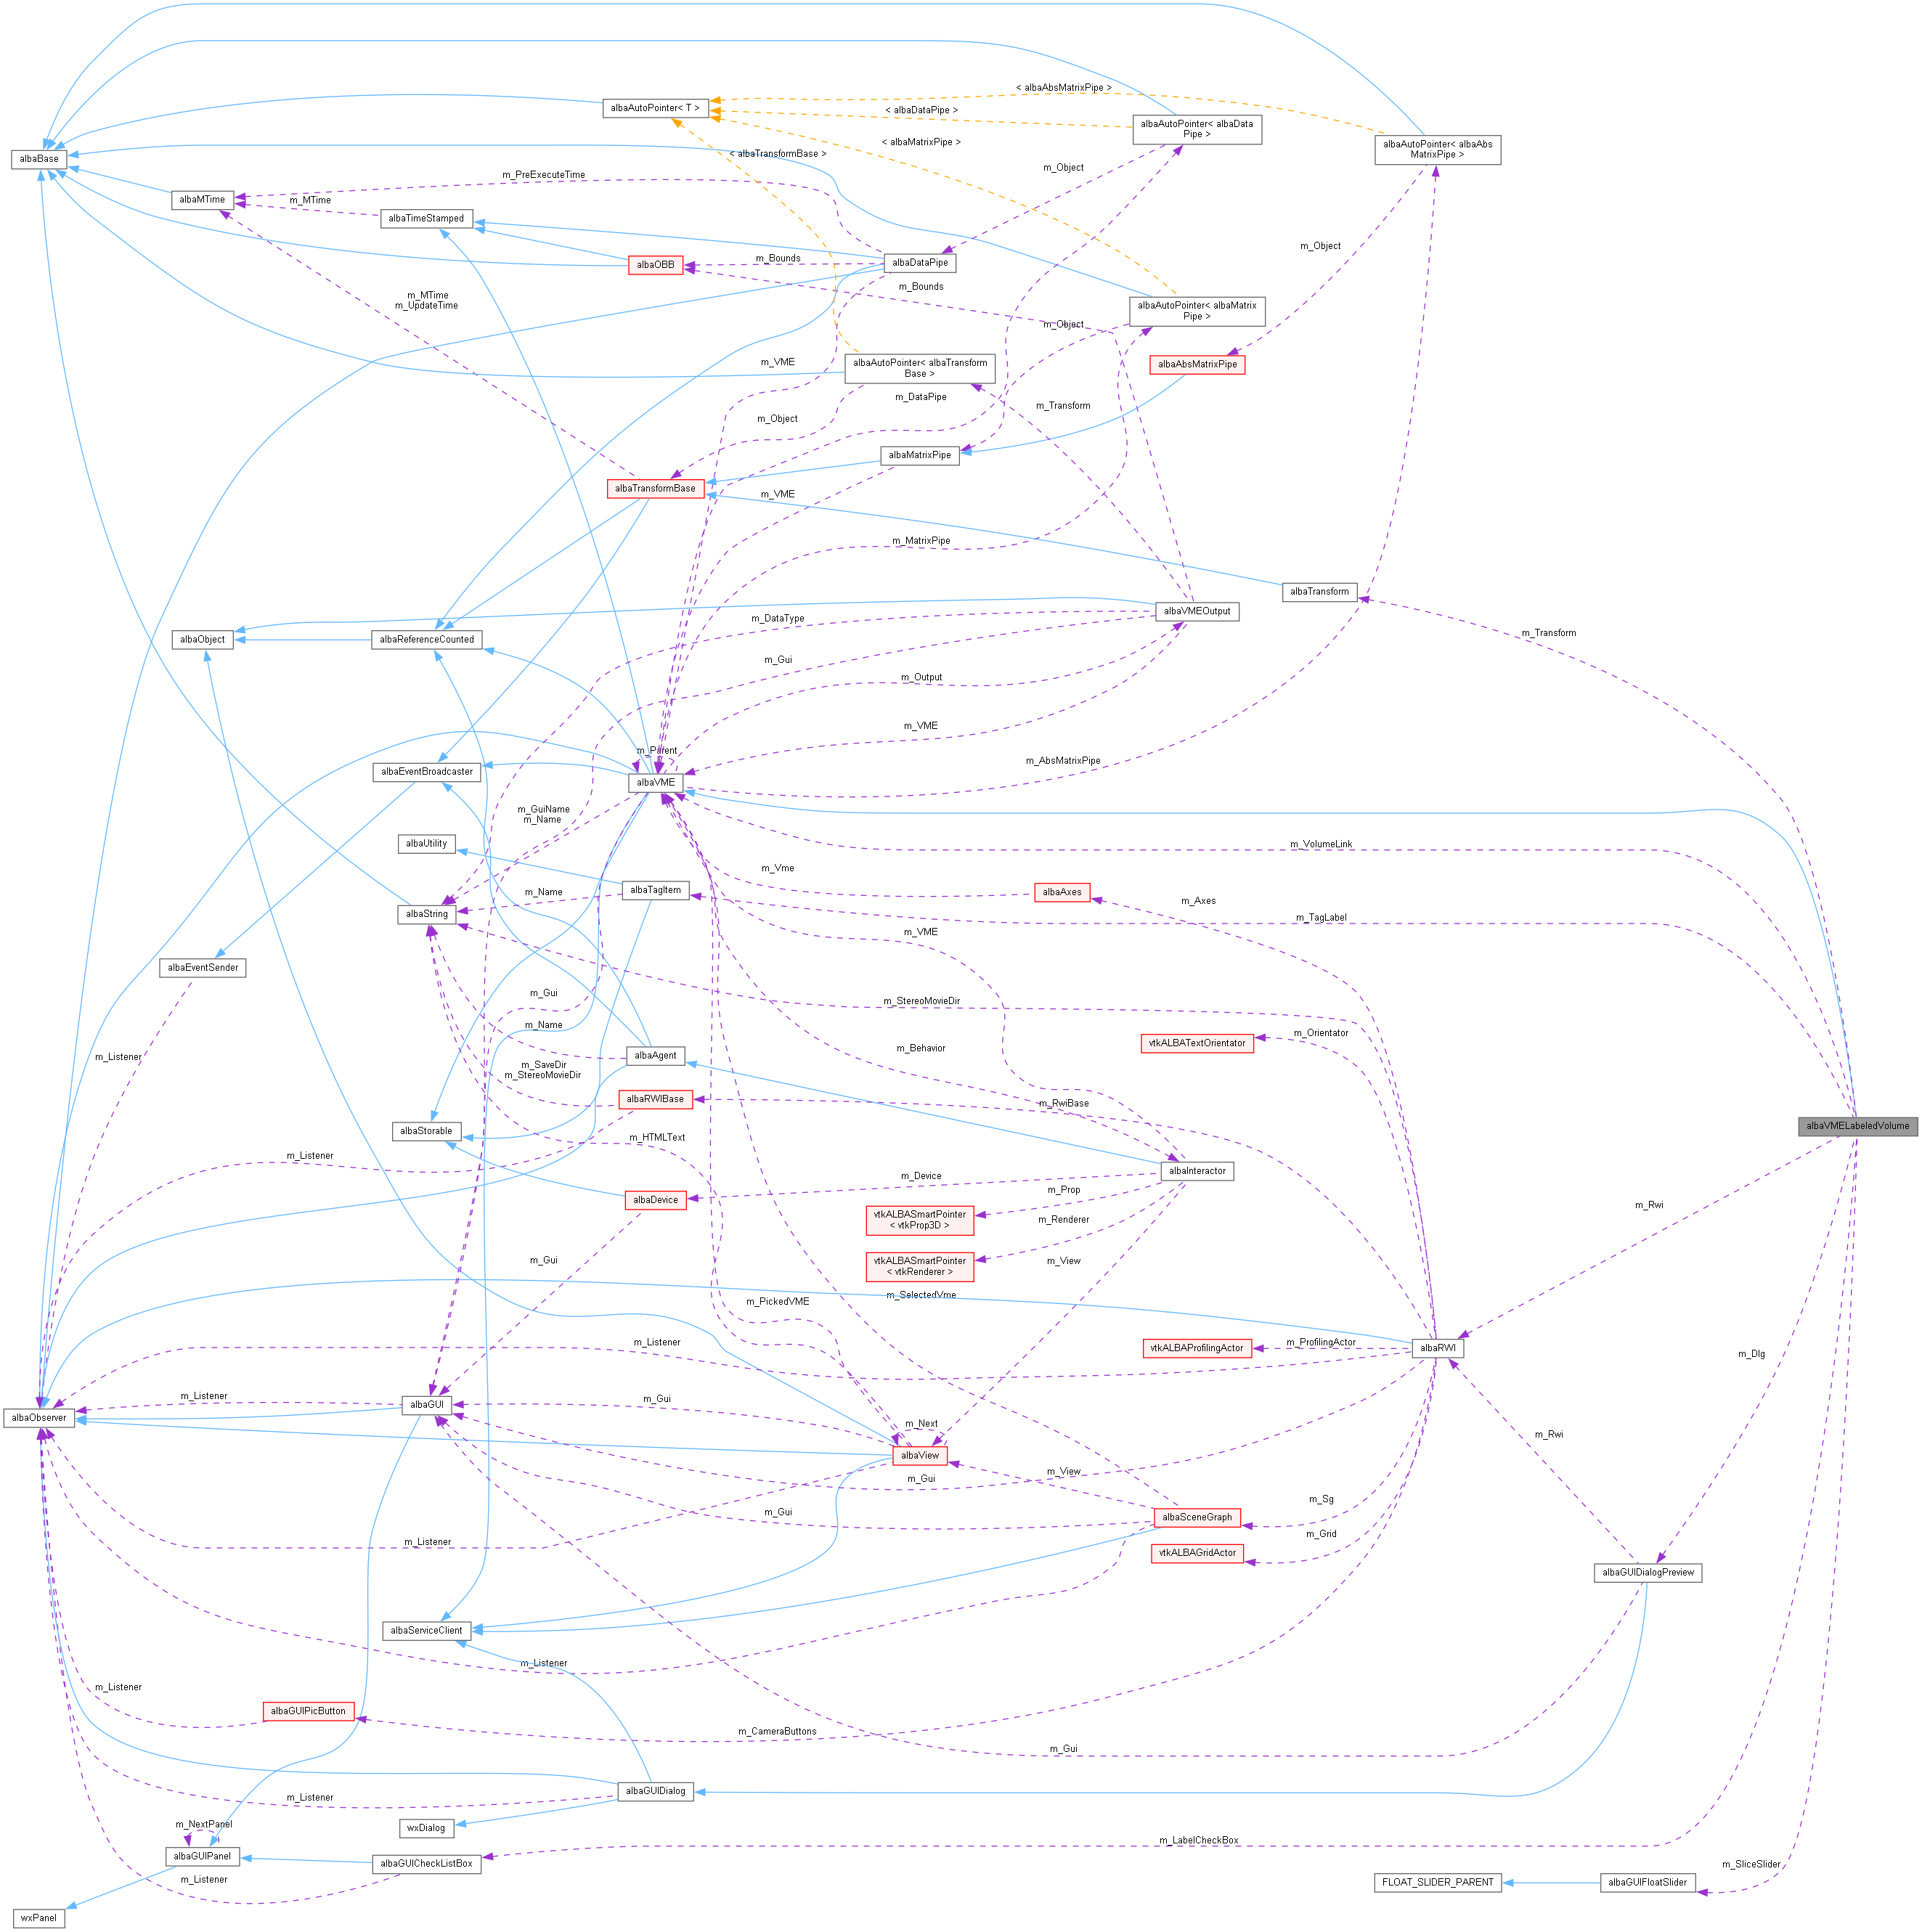 < albaAbsMatrixPipe >
albaAutoPointer< T >
< albaDataPipe >
albaAutoPointer< albaData
Pipe >
albaAutoPointer< albaAbs
MatrixPipe >
albaBase
< albaTransformBase >
< albaMatrixPipe >
m_Object
m_PreExecuteTime
albaMTime
m_MTime
albaTimeStamped
m_Object
albaOBB
m_Bounds
albaDataPipe
m_Bounds
m_MTime
m_UpdateTime
albaAutoPointer< albaMatrix
Pipe >
m_Object
m_VME
albaAutoPointer< albaTransform
Base >
albaAbsMatrixPipe
m_DataPipe
m_Transform
m_Object
albaMatrixPipe
albaTransformBase
m_VME
m_MatrixPipe
albaTransform
albaVMEOutput
m_DataType
albaObject
albaReferenceCounted
m_Transform
m_Gui
m_Output
m_VME
m_Parent
m_AbsMatrixPipe
albaEventBroadcaster
albaVME
m_GuiName
m_Name
albaUtility
m_VolumeLink
m_Vme
albaTagItem
m_Name
albaAxes
m_Axes
albaString
m_TagLabel
m_VME
albaEventSender
m_Gui
m_StereoMovieDir
m_Name
m_Orientator
vtkALBATextOrientator
m_Listener
albaAgent
m_Behavior
m_SaveDir
m_StereoMovieDir
albaRWIBase
m_RwiBase
albaVMELabeledVolume
albaStorable
m_HTMLText
m_Listener
albaInteractor
m_Device
albaDevice
m_Prop
m_Rwi
vtkALBASmartPointer
< vtkProp3D >
m_Renderer
m_Gui
vtkALBASmartPointer
< vtkRenderer >
m_View
m_PickedVME
m_SelectedVme
m_Listener
m_ProfilingActor
vtkALBAProfilingActor
albaRWI
m_Dlg
m_Listener
m_Gui
albaGUI
albaObserver
m_Next
m_Rwi
albaView
m_View
m_Gui
m_Sg
m_Gui
albaSceneGraph
m_Grid
m_Listener
vtkALBAGridActor
albaGUIDialogPreview
albaServiceClient
m_Listener
m_Listener
albaGUIPicButton
m_CameraButtons
m_Gui
albaGUIDialog
m_Listener
m_NextPanel
wxDialog
m_LabelCheckBox
albaGUIPanel
albaGUICheckListBox
m_SliceSlider
m_Listener
FLOAT_SLIDER_PARENT
albaGUIFloatSlider
wxPanel